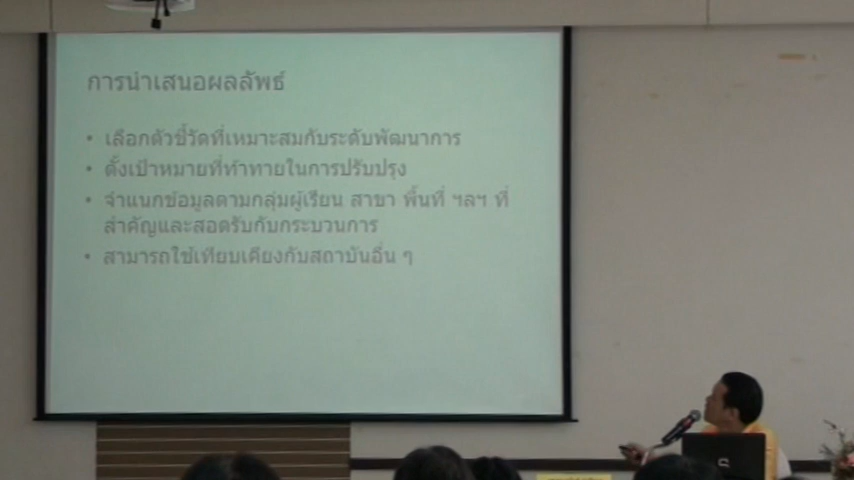 การนำเสนอผลลัพธ์
• เลือกตัวชี้วัดที่เหมาะสมกับระดับพัฒนาการ
• ตั้งเป้าหมายที่ท้าทายในการปรับปรุง
• จำแนกข้อมูลตามกลุ่มผู้เรียน สาขา พื้นที่ ฯลฯ ที่
สำคัญและสอดรับกับกระบวนการ
• สามารถใช้เทียบเคียงกับสถาบันอื่น ๆ